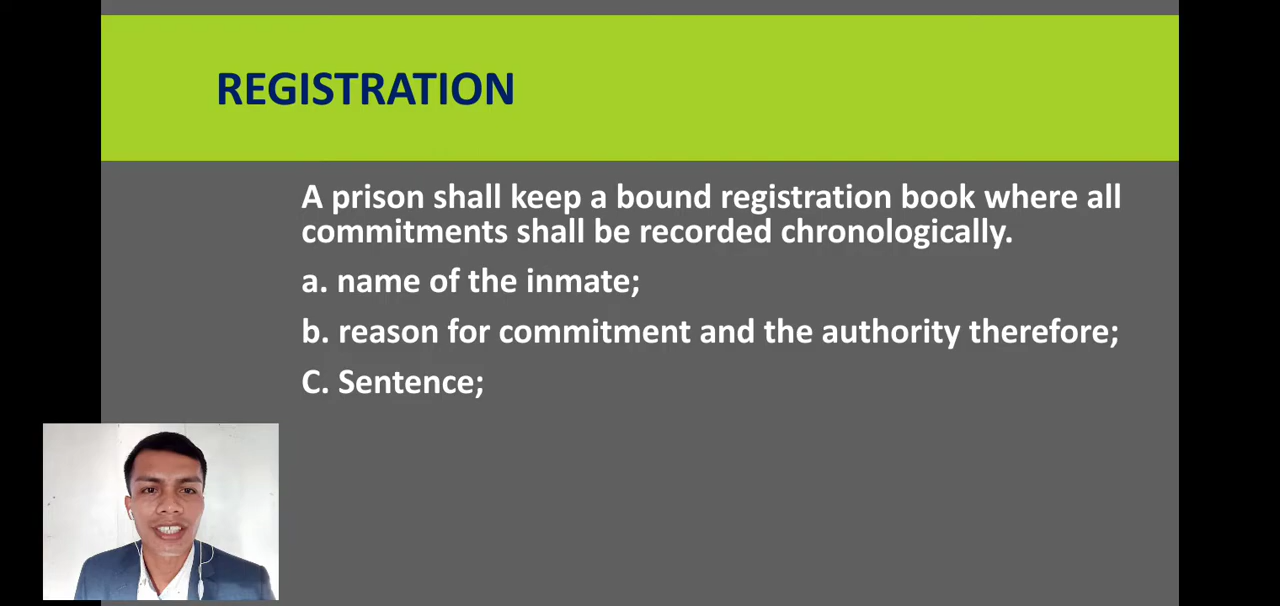 REGISTRATION
A prison shall keep a bound registration book where all
commitments shall be recorded chronologically.
a. name of the inmate;
b. reason for commitment and the authority therefore;
C. Sentence;